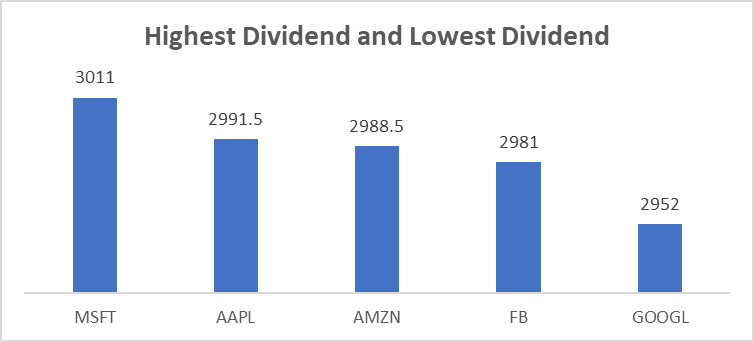 Highest Dividend and Lowest Dividend
3011
2991.5
2988.5
2981
2952
MSFT
AAPL
AMZN
FB
GOOGL